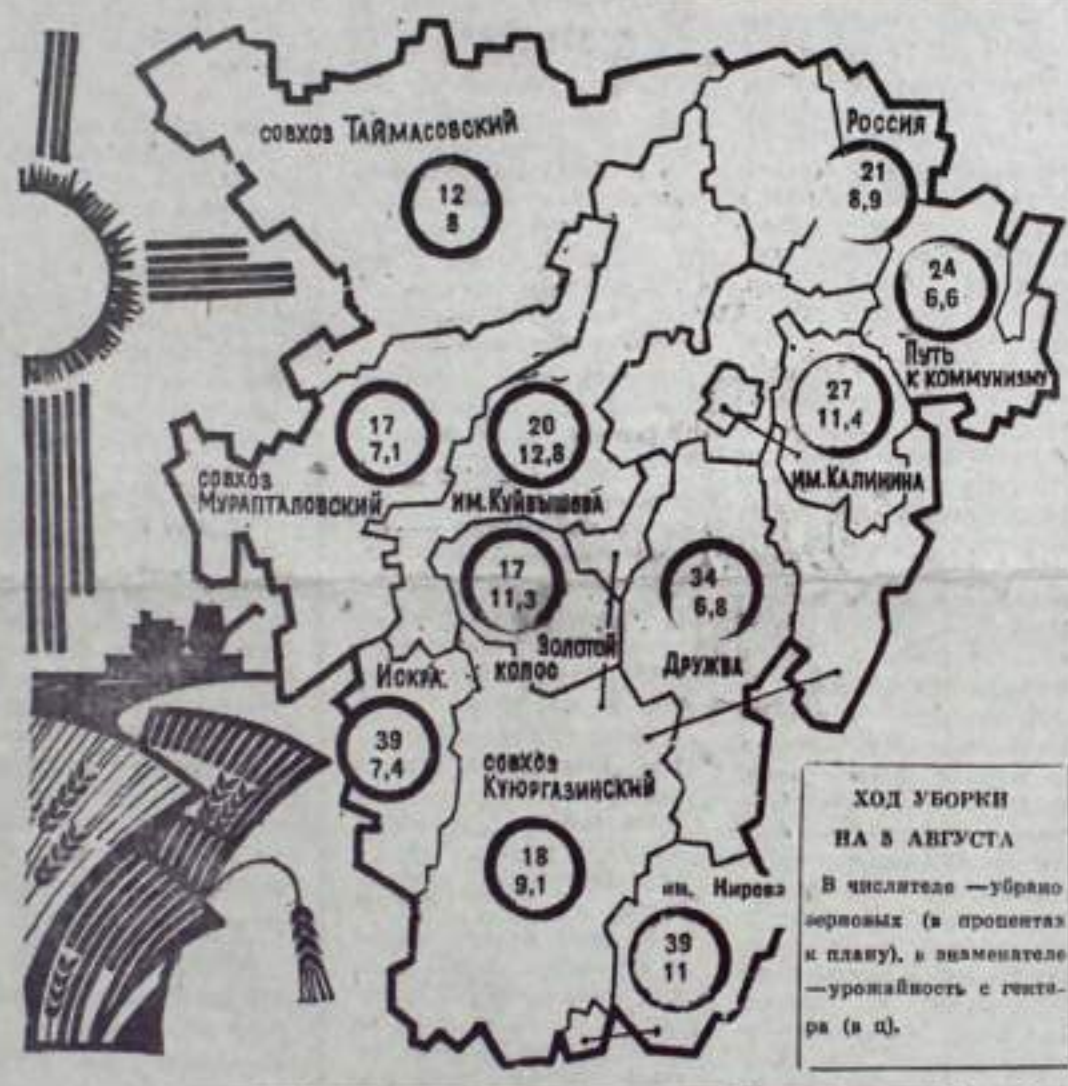 совхоз Таймасовский
12
8
Россия
21
8,9
24
6,6
Путь
к коммунизму
27
11,4
им. Калинина
17
7,1
совхоз
Мурапталовский
20
12,8
им. Куйбышева
17
11,3
Золотой
колос
34
6,8
Дружба
Искра
39
7,4
совхоз
Куюргазинский
18
9,1
им. Кирова
39
11
ХОД УБОРКИ
НА 5 АВГУСТА
В числителе — убрано
зерновых (в процентах
к плану), в знаменателе
— урожайность с гекта-
ра (в ц).